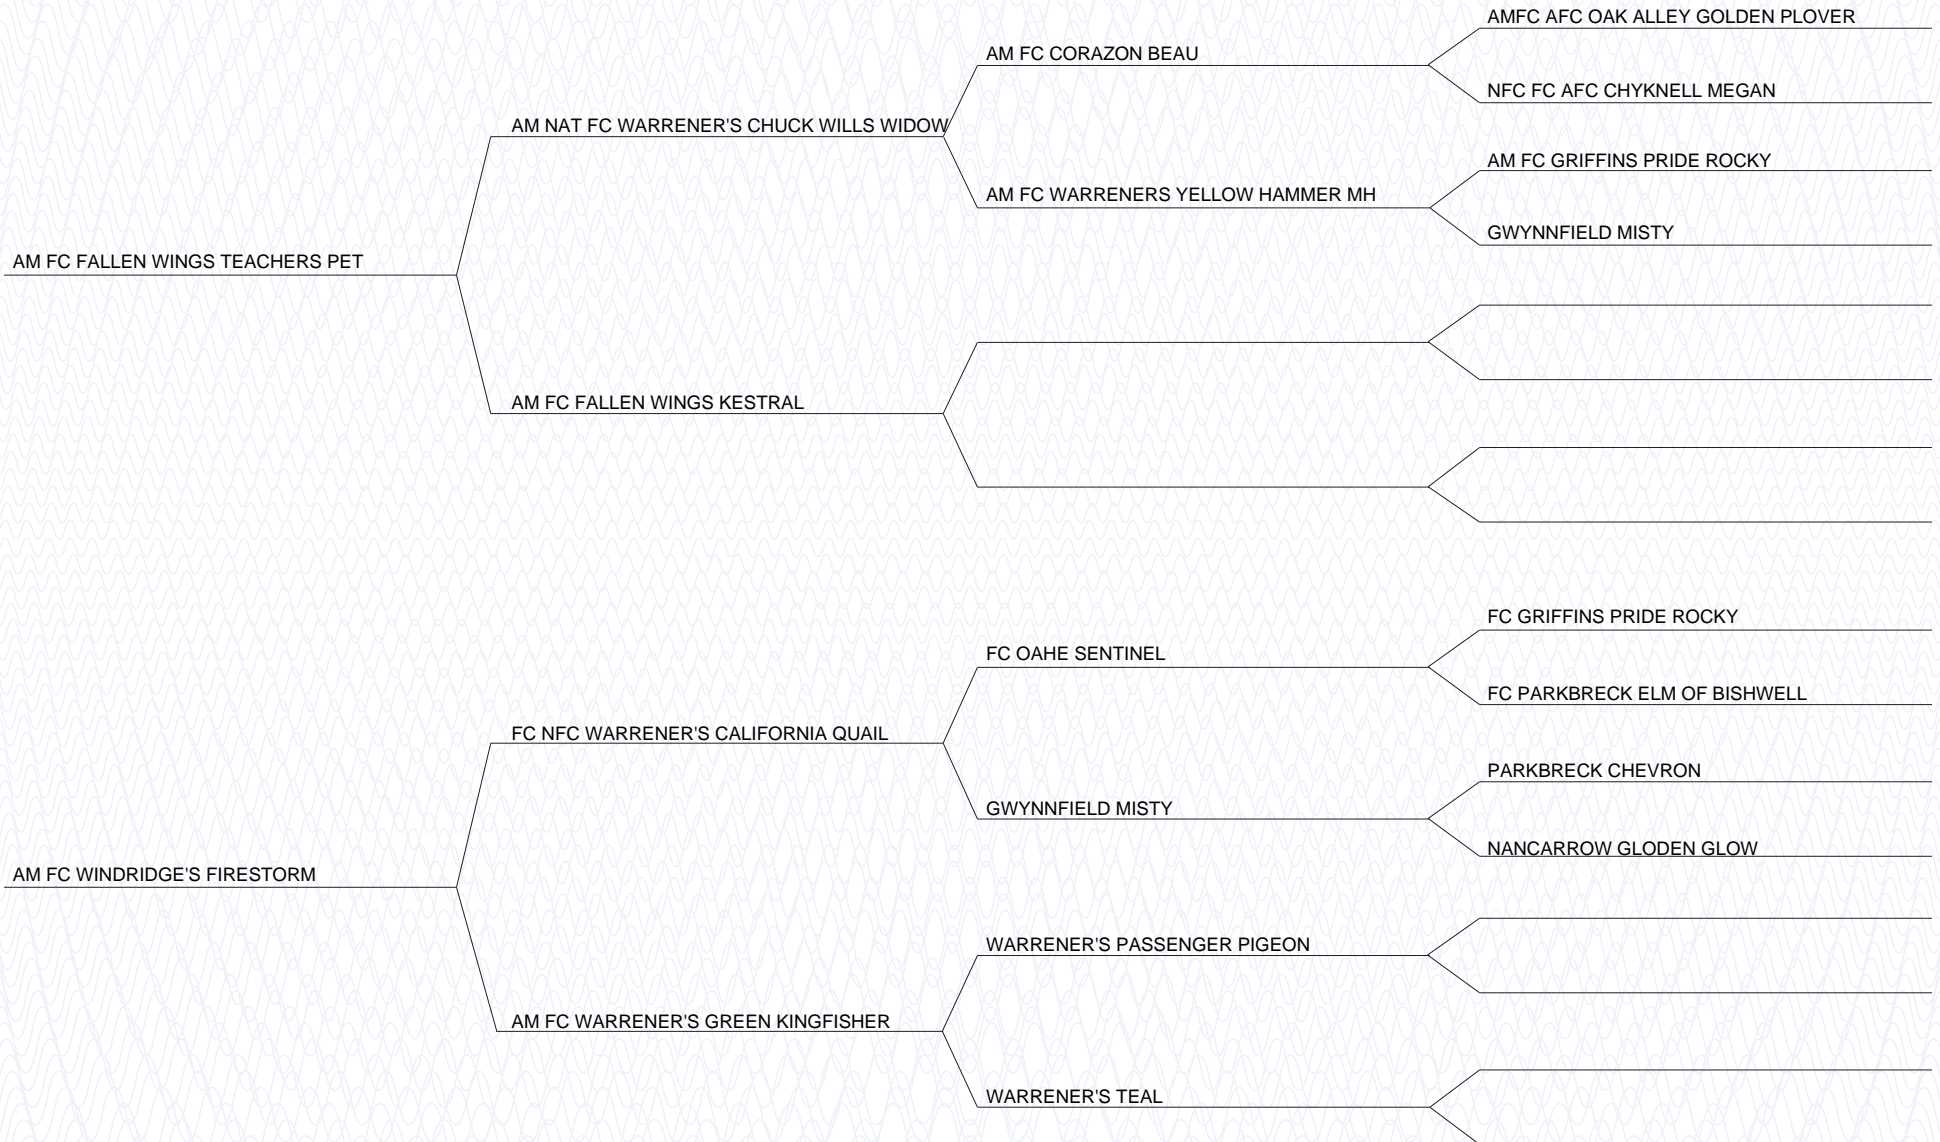 AMFC AFC OAK ALLEY GOLDEN PLOVER
AM FC CORAZON BEAU
NFC FC AFC CHYKNELL MEGAN
AM NAT FC WARRENER'S CHUCK WILLS WIDOW
AM FC GRIFFINS PRIDE ROCKY
AM FC WARRENERS YELLOW HAMMER MH
GWYNNFIELD MISTY
AM FC FALLEN WINGS TEACHERS PET
AM FC FALLEN WINGS KESTRAL
FC GRIFFINS PRIDE ROCKY
FC OAHE SENTINEL
FC PARKBRECK ELM OF BISHWELL
FC NFC WARRENER'S CALIFORNIA QUAIL
PARKBRECK CHEVRON
GWYNNFIELD MISTY
NANCARROW GLODEN GLOW
AM FC WINDRIDGE'S FIRESTORM
WARRENER'S PASSENGER PIGEON
AM FC WARRENER'S GREEN KINGFISHER
WARRENER'S TEAL